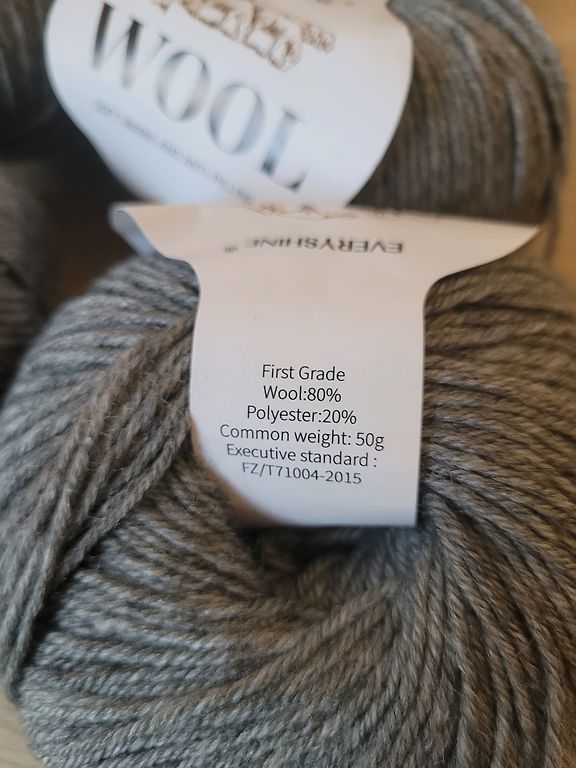 WOOL
EVERYSHINE
First Grade
Wool:80%
Polyester:20%
Common weight: 50g
Executive standard :
FZ/T71004-2015